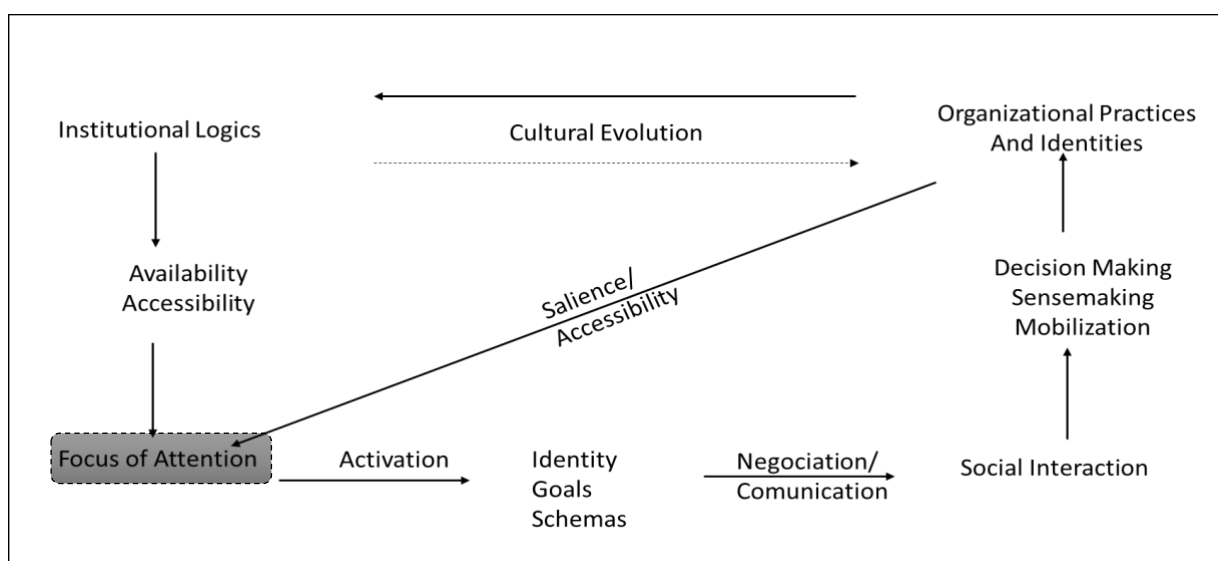 Institutional Logics
Cultural Evolution
Organizational Practices
And Identities
Availability
Accessibility
Salience/
Accessibility
Decision Making
Sensemaking
Mobilization
Focus of Attention
Activation
Identity
Goals
Schemas
Negociation/
Comunication
Social Interaction